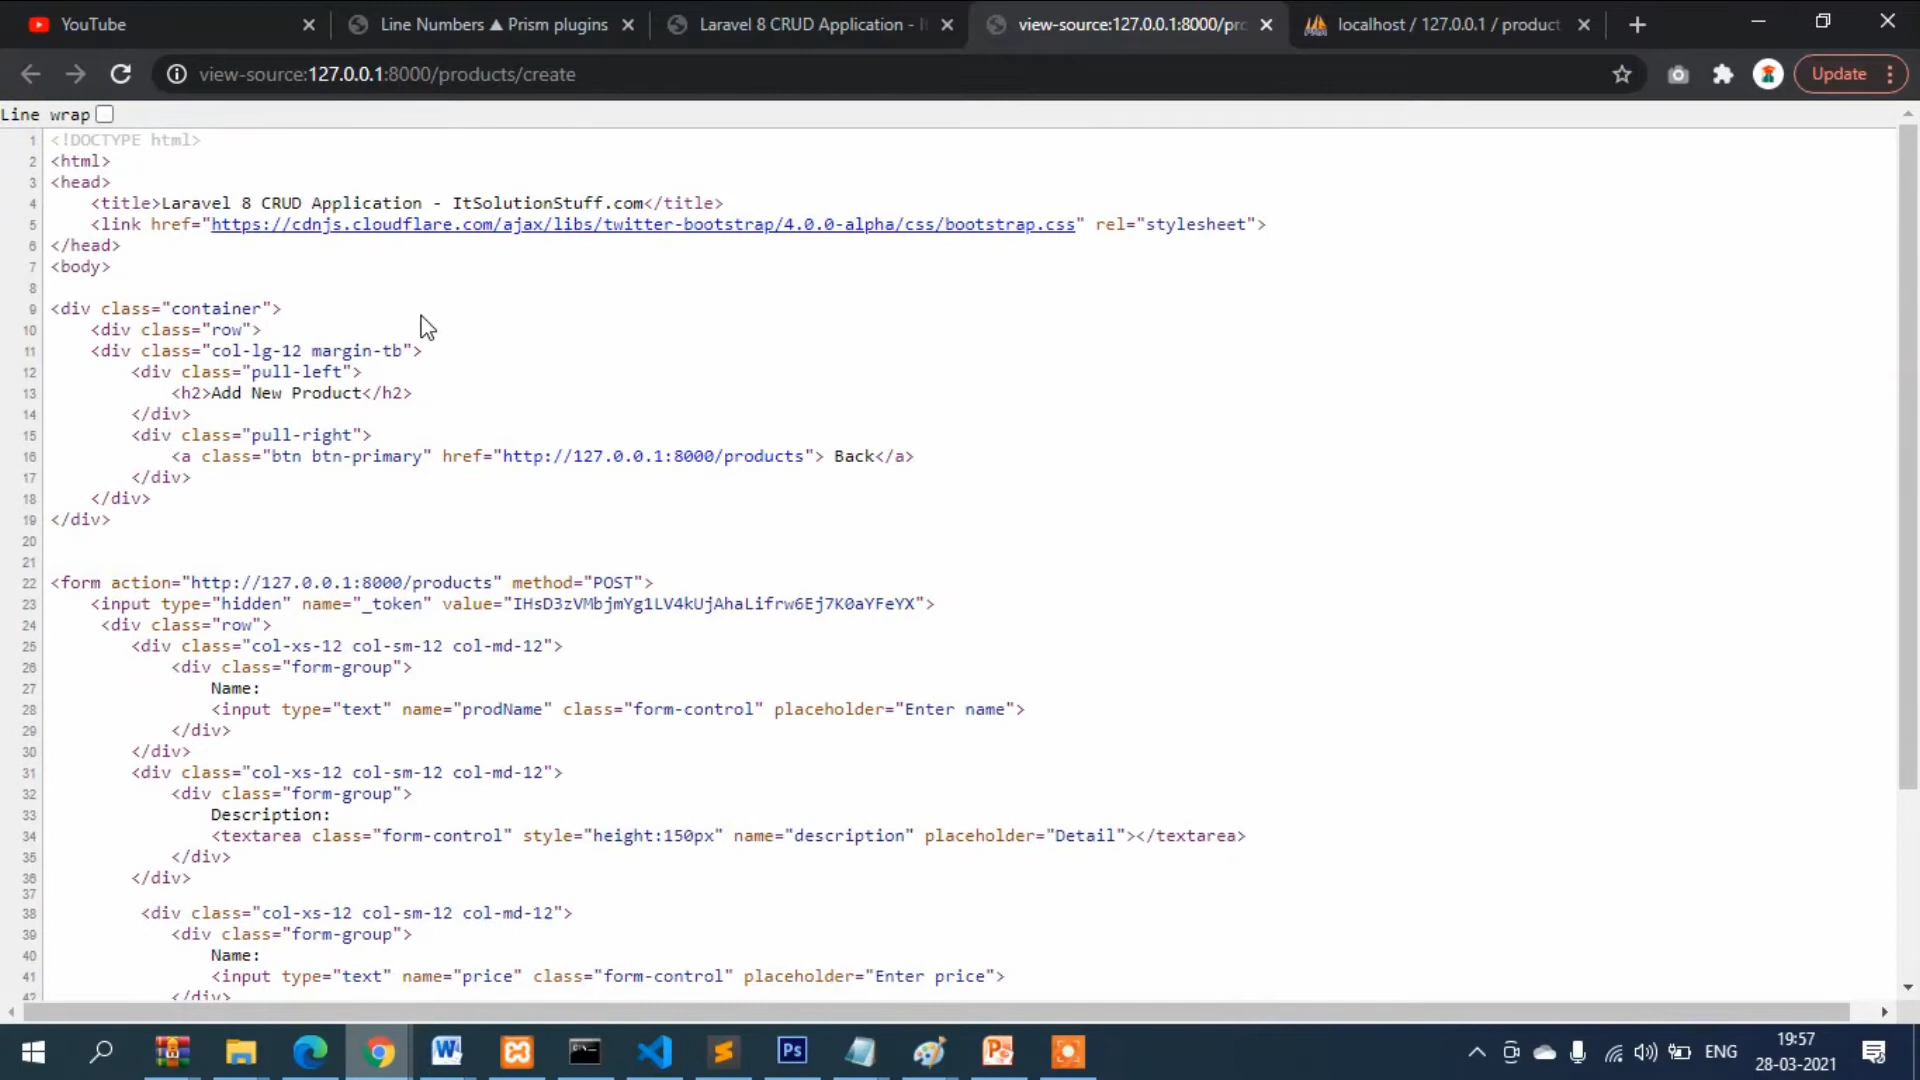 YouTube
Line Numbers ▲ Prism plugins
Laravel 8 CRUD Application - I
view-source:127.0.0.1:8000/pro
localhost / 127.0.0.1 / product
view-source:127.0.0.1:8000/products/create
Update
Line wrap
1 <!DOCTYPE html>
2 <html>
3 <head>
4 <title>Laravel 8 CRUD Application - ItSolutionStuff.com</title>
5 <link href="https://cdnjs.cloudflare.com/ajax/libs/twitter-bootstrap/4.0.0-alpha/css/bootstrap.css" rel="stylesheet">
6 </head>
7 <body>
8
9 <div class="container">
10 <div class="row">
11 <div class="col-lg-12 margin-tb">
12 <div class="pull-left">
13 <h2>Add New Product</h2>
14 </div>
15 <div class="pull-right">
16 <a class="btn btn-primary" href="http://127.0.0.1:8000/products"> Back</a>
17 </div>
18 </div>
19 </div>
20
21
22 <form action="http://127.0.0.1:8000/products" method="POST">
23 <input type="hidden" name="_token" value="IHsD3zVMbjmYg1LV4kUjAhaLifrw6Ej7K0aYFeYX">
24 <div class="row">
25 <div class="col-xs-12 col-sm-12 col-md-12">
26 <div class="form-group">
27 Name:
28 <input type="text" name="prodName" class="form-control" placeholder="Enter name">
29 </div>
30 </div>
31 <div class="col-xs-12 col-sm-12 col-md-12">
32 <div class="form-group">
33 Description:
34 <textarea class="form-control" style="height:150px" name="description" placeholder="Detail"></textarea>
35 </div>
36 </div>
37
38 <div class="col-xs-12 col-sm-12 col-md-12">
39 <div class="form-group">
40 Name:
41 <input type="text" name="price" class="form-control" placeholder="Enter price">
42 </div>
Ps
ENG
19:57
28-03-2021